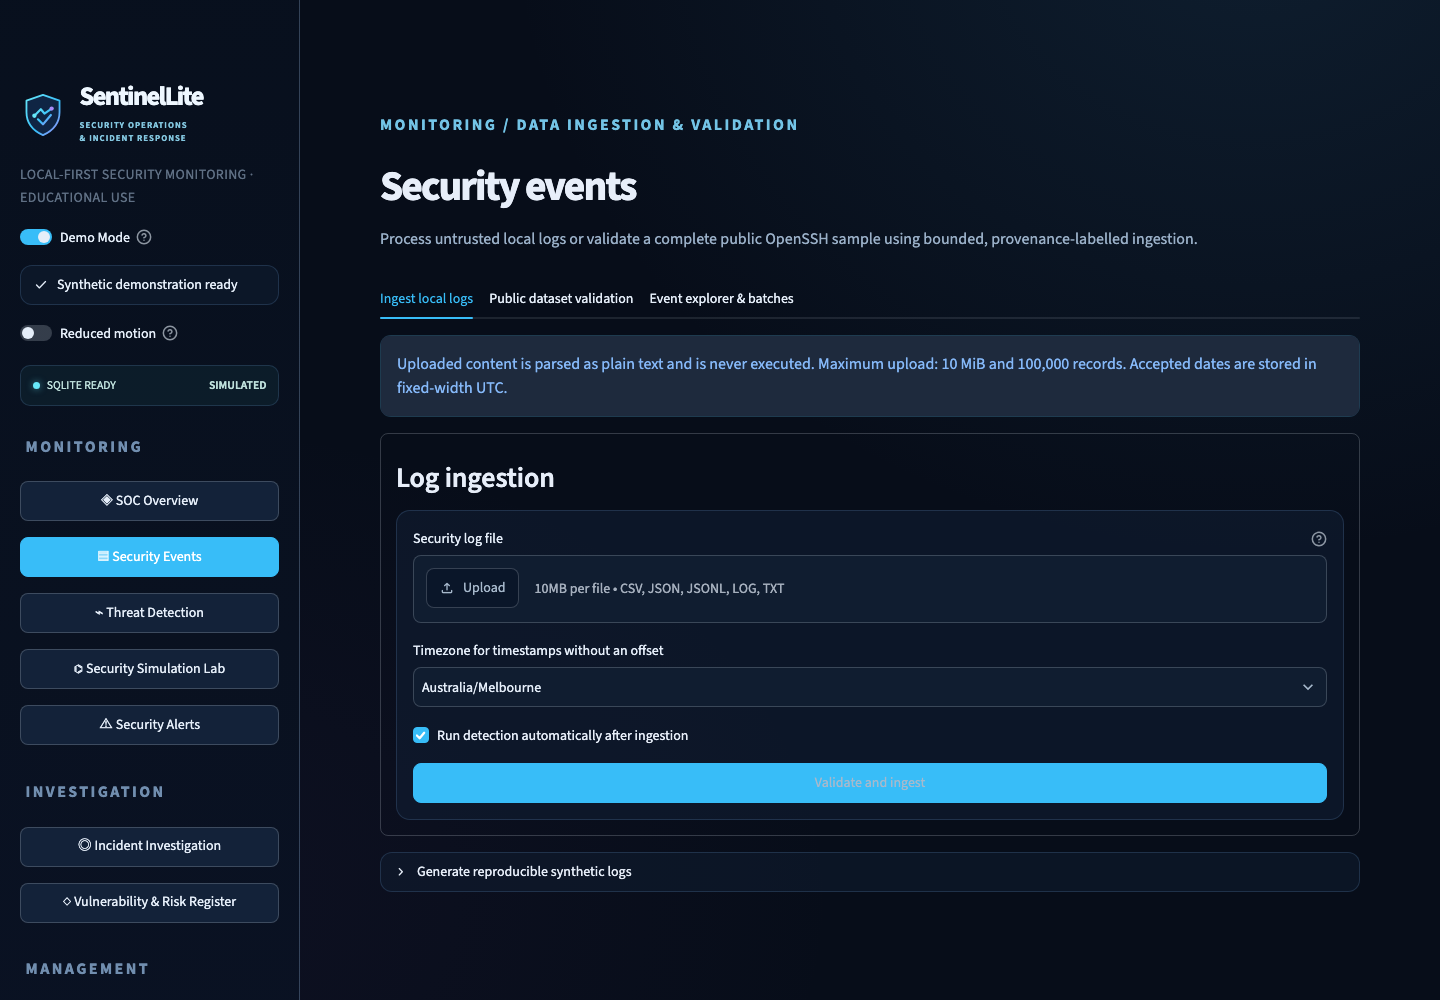 SentinelLite
SECURITY OPERATIONS
& INCIDENT RESPONSE
LOCAL-FIRST SECURITY MONITORING ·
EDUCATIONAL USE
Demo Mode
Synthetic demonstration ready
Reduced motion
SQLITE READY SIMULATED
MONITORING
SOC Overview
Security Events
Threat Detection
Security Simulation Lab
Security Alerts
INVESTIGATION
Incident Investigation
Vulnerability & Risk Register
MANAGEMENT
MONITORING / DATA INGESTION & VALIDATION
Security events
Process untrusted local logs or validate a complete public OpenSSH sample using bounded, provenance-labelled ingestion.
Ingest local logs Public dataset validation Event explorer & batches
Uploaded content is parsed as plain text and is never executed. Maximum upload: 10 MiB and 100,000 records. Accepted dates are stored in
fixed-width UTC.
Log ingestion
Security log file
Upload 10MB per file • CSV, JSON, JSONL, LOG, TXT
Timezone for timestamps without an offset
Australia/Melbourne
Run detection automatically after ingestion
Validate and ingest
Generate reproducible synthetic logs